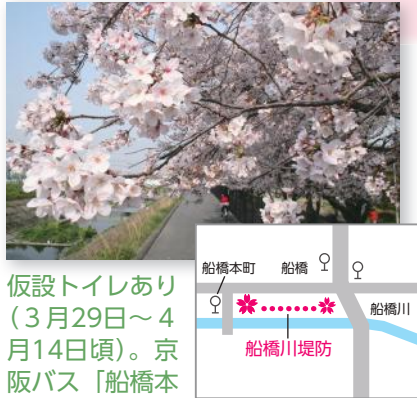 仮設トイレあり
(3月29日〜4
月14日頃)。京
阪バス「船橋本
船橋本町
船橋
船橋川
船橋川堤防